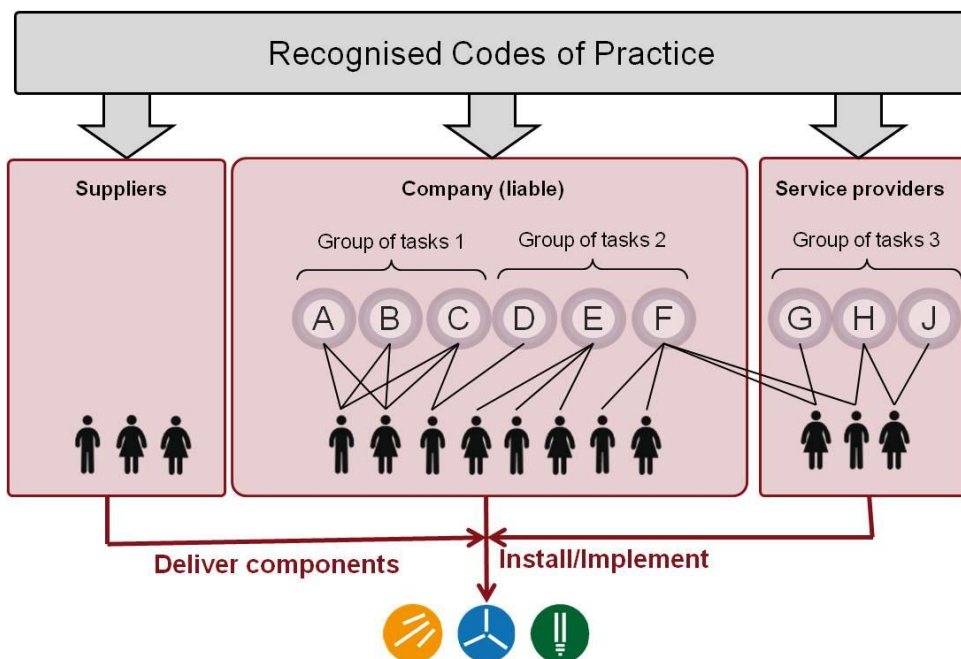 Recognised Codes of Practice
Suppliers
Company (liable)
Service providers
Group of tasks 1
Group of tasks 2
Group of tasks 3
A B C D E F G H J
Deliver components
Install/Implement